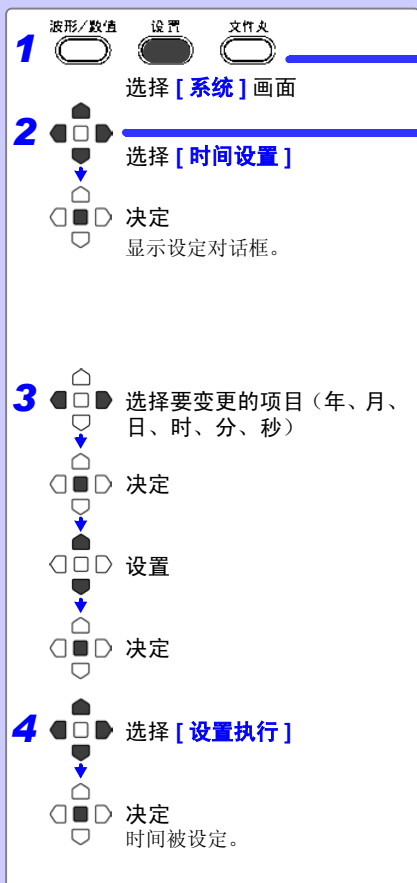 波形/数值 设置 文件夹
1
选择 [ 系统 ] 画面
2
选择 [ 时间设置 ]
决定
显示设定对话框。
3 选择要变更的项目（年、月、
日、时、分、秒）
决定
设置
决定
4 选择 [ 设置执行 ]
决定
时间被设定。